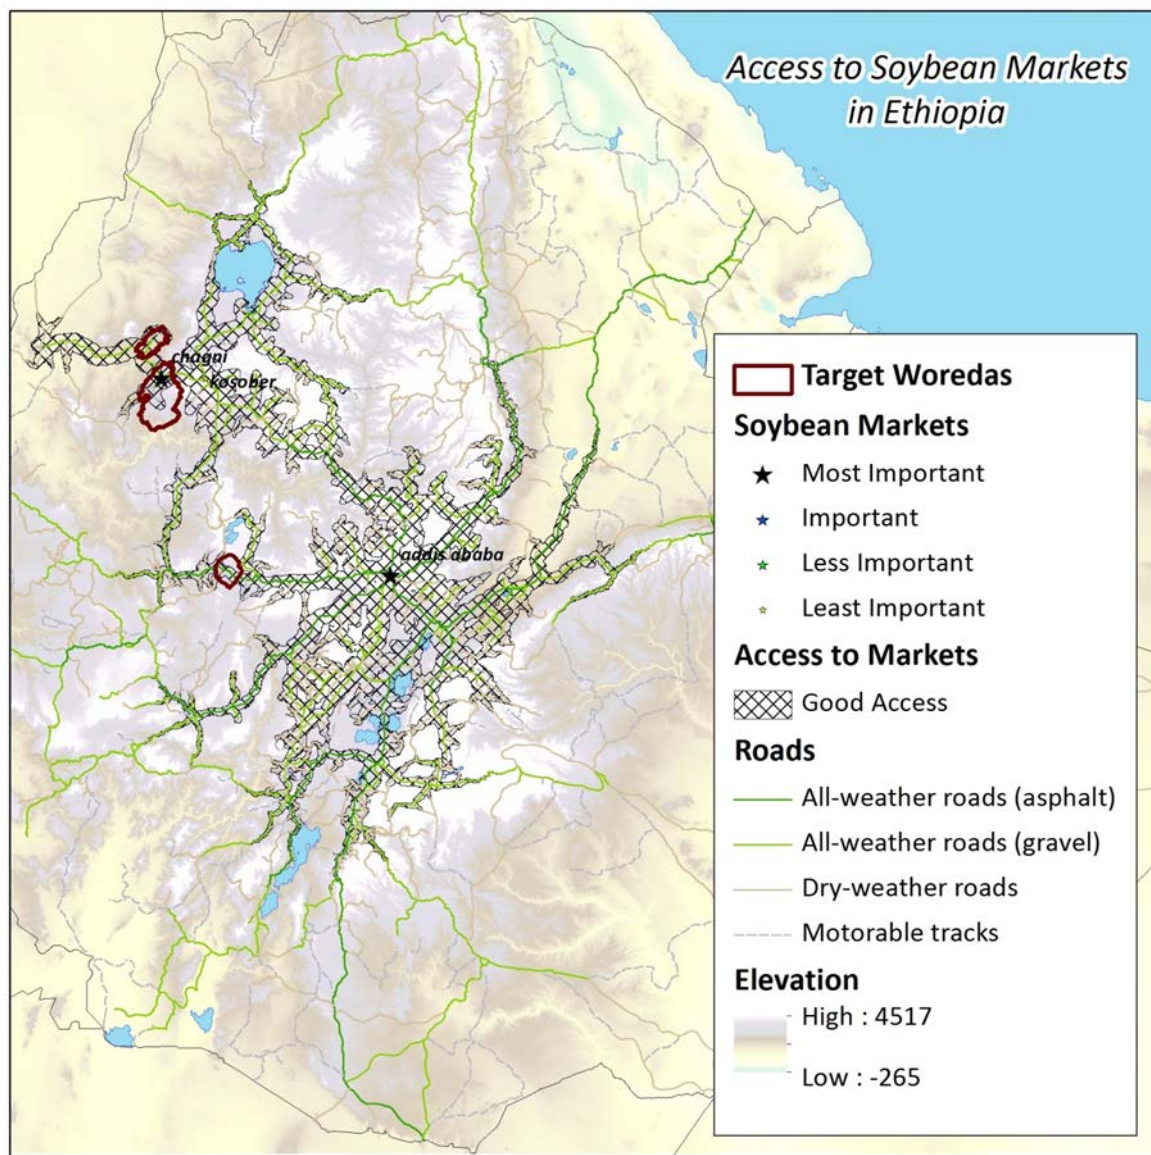 Access to Soybean Markets
in Ethiopia
chagni
kosober
addis ababa
Target Woredas
Soybean Markets
Most Important
Important
Less Important
Least Important
Access to Markets
Good Access
Roads
All-weather roads (asphalt)
All-weather roads (gravel)
Dry-weather roads
Motorable tracks
Elevation
High : 4517
Low : -265